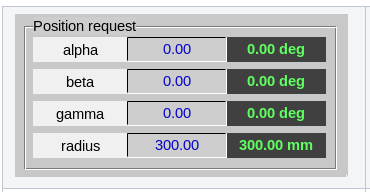 Position request
alpha 0.00 0.00 deg
beta 0.00 0.00 deg
gamma 0.00 0.00 deg
radius 300.00 300.00 mm